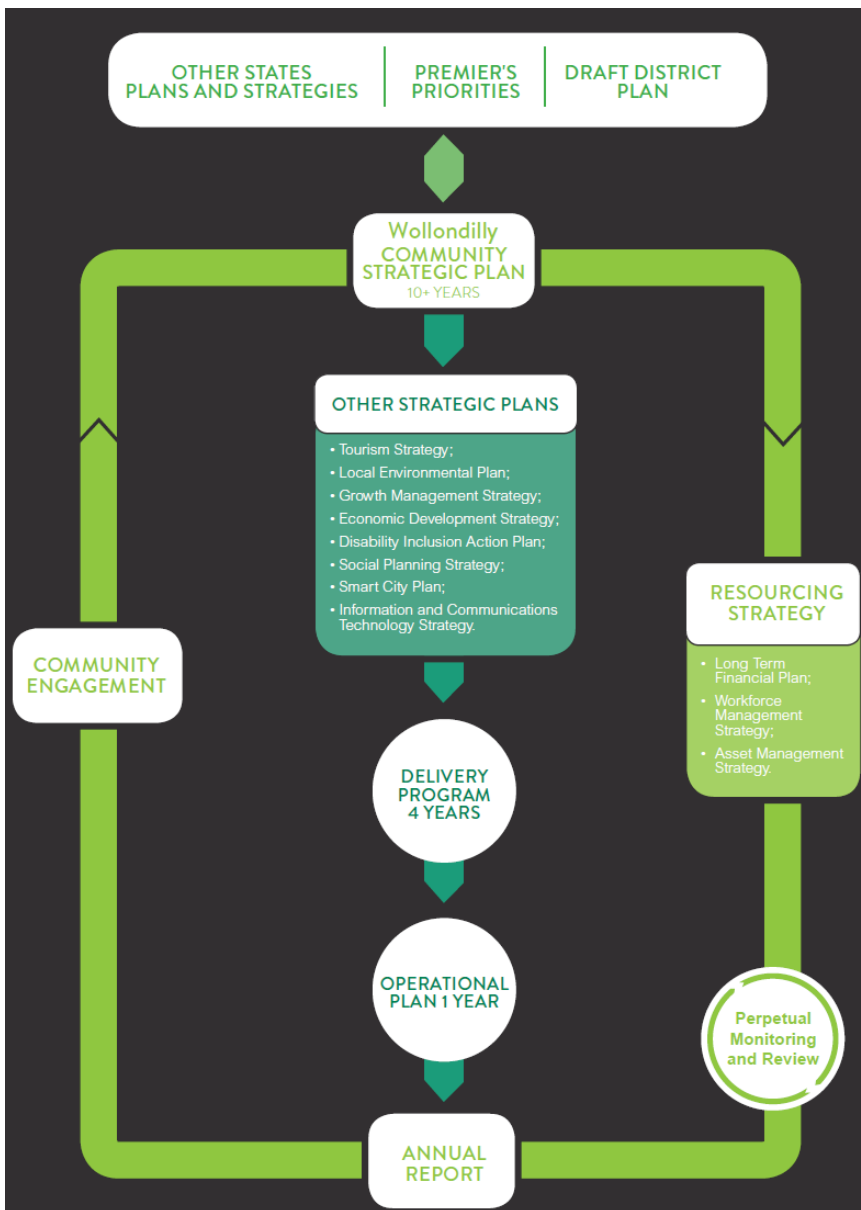 OTHER STATES
PLANS AND STRATEGIES
PREMIER'S
PRIORITIES
DRAFT DISTRICT
PLAN
Wollondilly
COMMUNITY
STRATEGIC PLAN
10+ YEARS
OTHER STRATEGIC PLANS
• Tourism Strategy;
• Local Environmental Plan;
• Growth Management Strategy;
• Economic Development Strategy;
• Disability Inclusion Action Plan;
• Social Planning Strategy;
• Smart City Plan;
• Information and Communications
Technology Strategy.
RESOURCING
STRATEGY
• Long Term
Financial Plan;
• Workforce
Management
Strategy;
• Asset Management
Strategy.
COMMUNITY
ENGAGEMENT
DELIVERY
PROGRAM
4 YEARS
OPERATIONAL
PLAN 1 YEAR
Perpetual
Monitoring
and Review
ANNUAL
REPORT